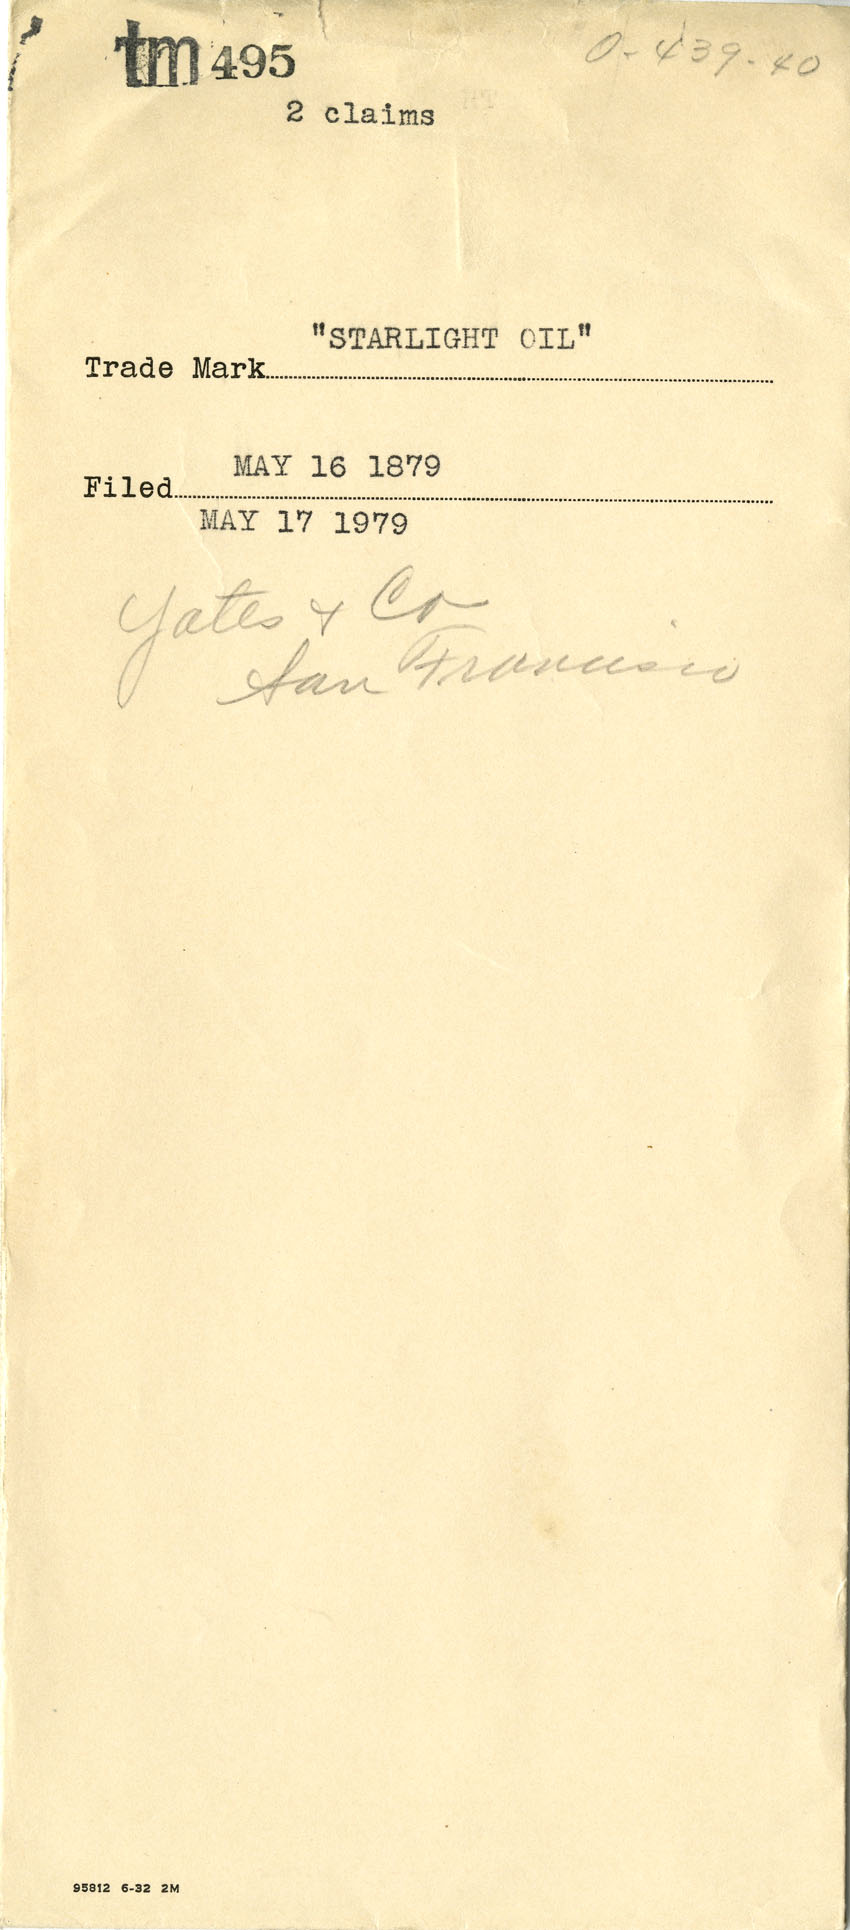 tm 495
0-439-40
2 claims
"STARLIGHT OIL"
Trade Mark
MAY 16 1879
Filed
MAY 17 1979
Yates & Co
San Francisco
95812 6-32 2M